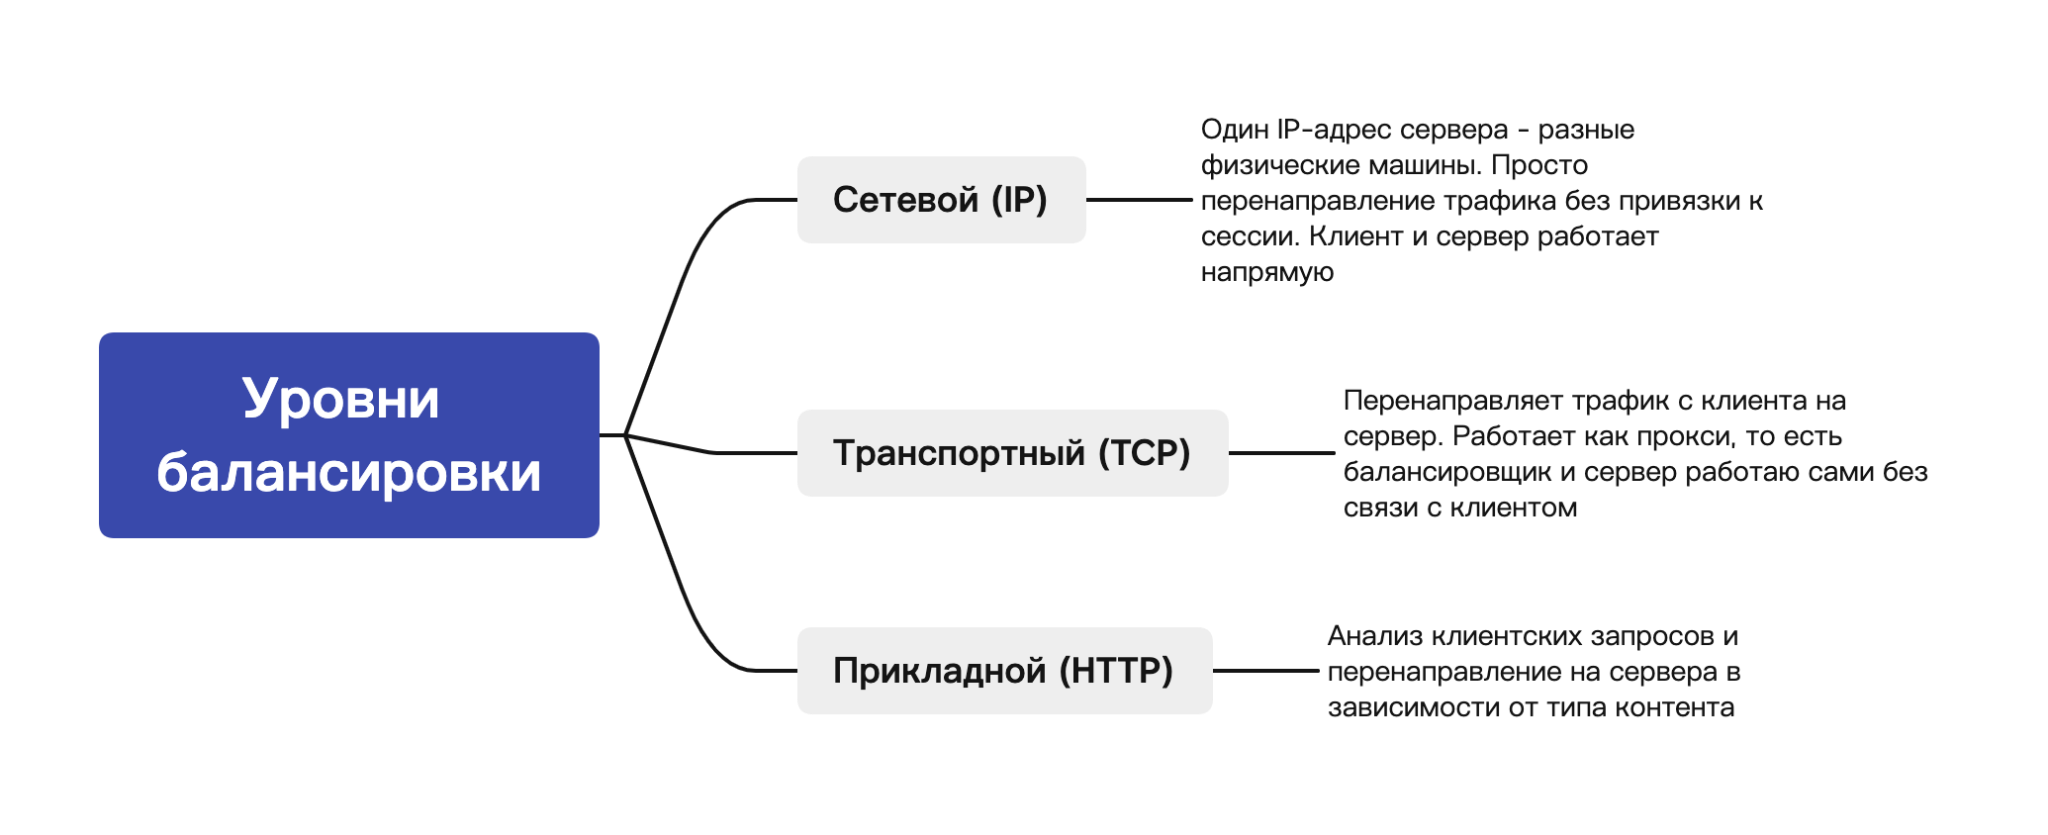 Уровни
балансировки
Сетевой (IP)
Один IP-адрес сервера - разные
физические машины. Просто
перенаправление трафика без привязки к
сессии. Клиент и сервер работает
напрямую
Транспортный (TCP)
Перенаправляет трафик с клиента на
сервер. Работает как прокси, то есть
балансировщик и сервер работаю сами без
связи с клиентом
Прикладной (HTTP)
Анализ клиентских запросов и
перенаправление на сервера в
зависимости от типа контента